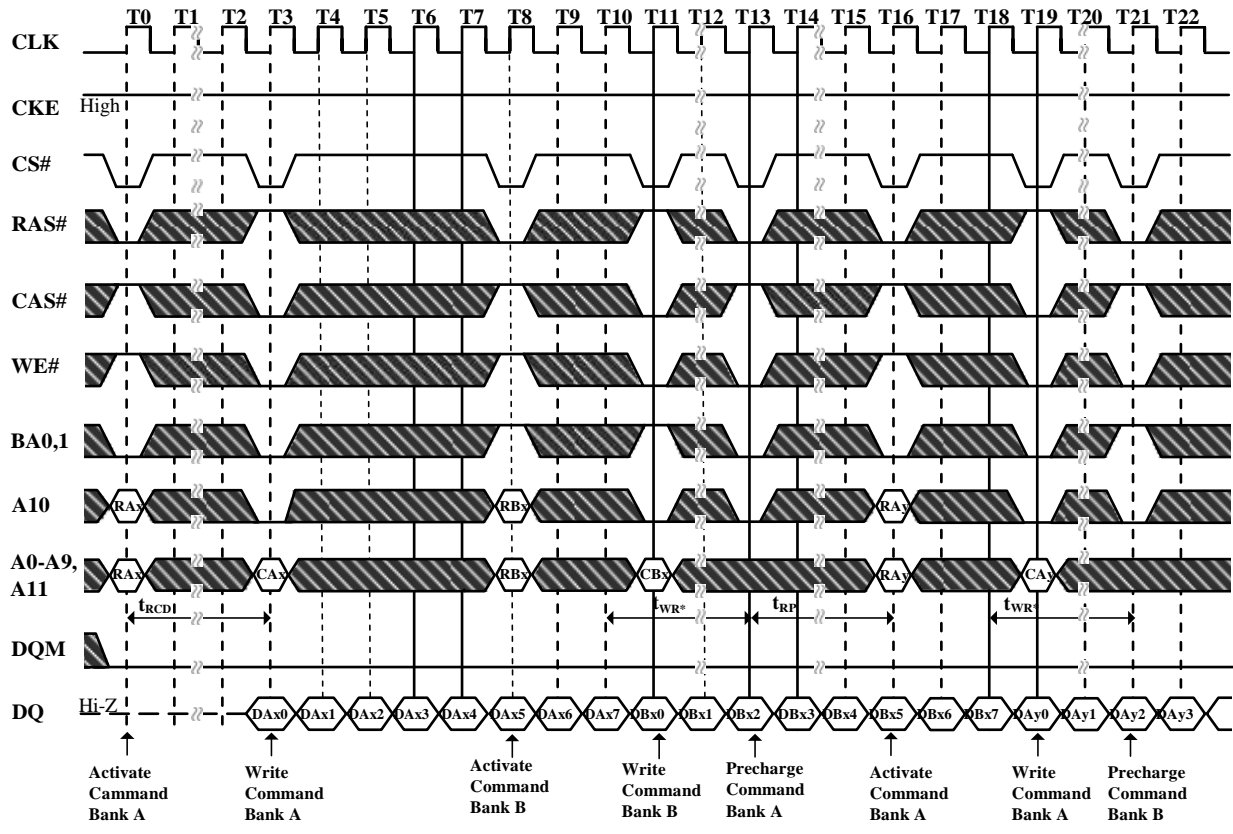 T0 T1 T2 T3 T4 T5 T6 T7 T8 T9 T10 T11 T12 T13 T14 T15 T16 T17 T18 T19 T20 T21 T22
CLK
CKE High
CS#
RAS#
CAS#
WE#
BA0,1
A10 RAx RBx RAy
A0-A9, A11 RAx CAx RBx CBx RAy CAy
tRCD tWR* tRP tWR*
DQM
DQ Hi-Z DAx0 DAx1 DAx2 DAx3 DAx4 DAx5 DAx6 DAx7 DBx0 DBx1 DBx2 DBx3 DBx4 DBx5 DBx6 DBx7 DAy0 DAy1 DAy2 DAy3
Activate
Cammand
Bank A
Write
Command
Bank A
Activate
Command
Bank B
Write
Command
Bank B
Precharge
Command
Bank A
Activate
Command
Bank A
Write
Command
Bank A
Precharge
Command
Bank B